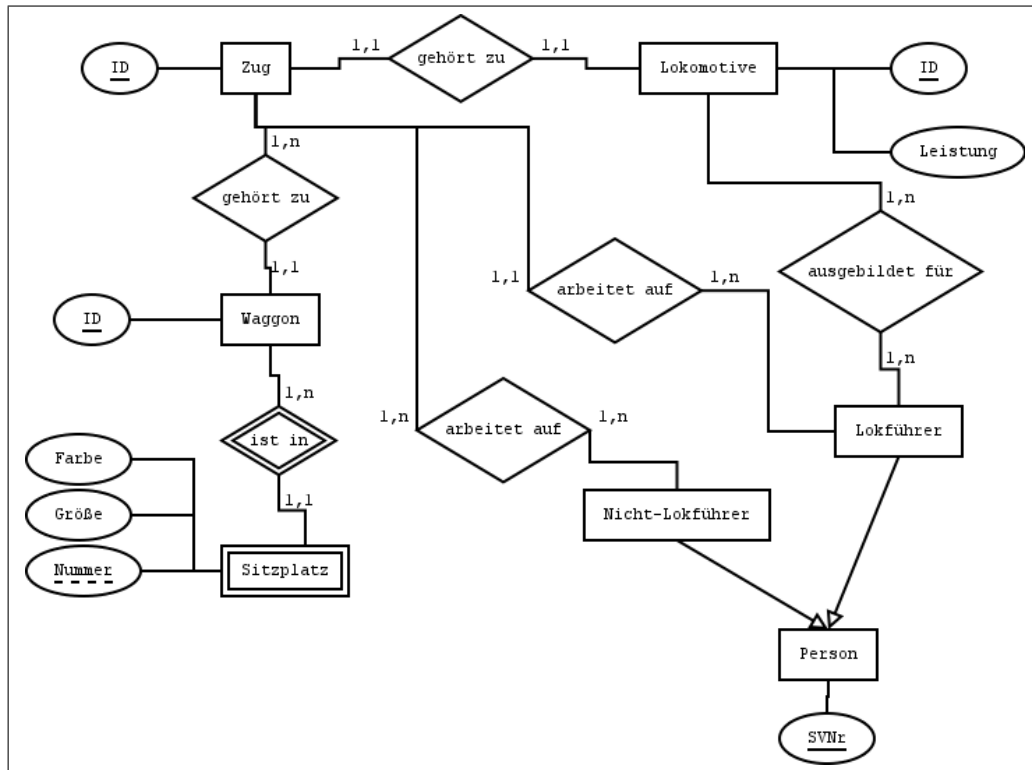 ID
Zug
1,1
gehört zu
1,1
Lokomotive
ID
Leistung
1,n
gehört zu
1,n
ausgebildet für
1,1
1,1
arbeitet auf
1,n
ID
Waggon
1,n
1,n
1,n
arbeitet auf
1,n
Lokführer
ist in
Farbe
1,1
Größe
Nicht-Lokführer
Nummer
Sitzplatz
Person
SVNr